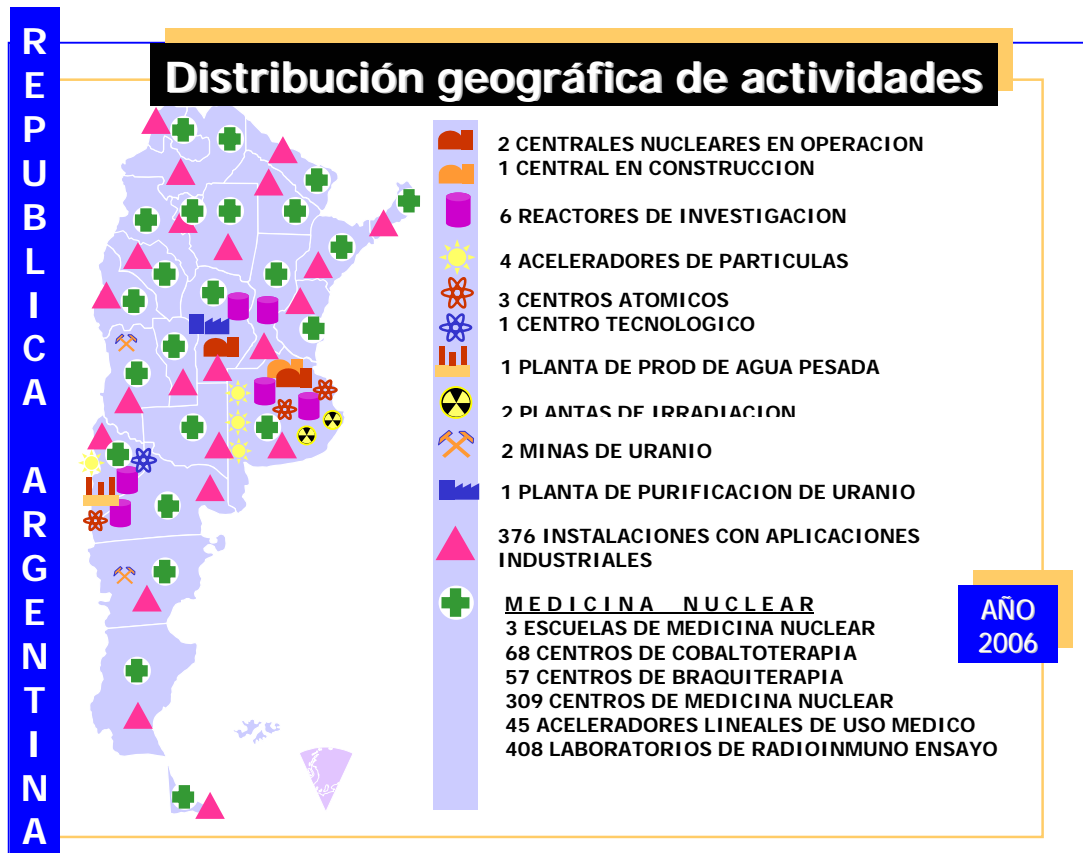 REPUBLICA ARGENTINA
Distribución geográfica de actividades
2 CENTRALES NUCLEARES EN OPERACION
1 CENTRAL EN CONSTRUCCION
6 REACTORES DE INVESTIGACION
4 ACELERADORES DE PARTICULAS
3 CENTROS ATOMICOS
1 CENTRO TECNOLOGICO
1 PLANTA DE PROD DE AGUA PESADA
2 PLANTAS DE IRRADIACION
2 MINAS DE URANIO
1 PLANTA DE PURIFICACION DE URANIO
376 INSTALACIONES CON APLICACIONES
INDUSTRIALES
MEDICINA NUCLEAR
3 ESCUELAS DE MEDICINA NUCLEAR
68 CENTROS DE COBALTOTERAPIA
57 CENTROS DE BRAQUITERAPIA
309 CENTROS DE MEDICINA NUCLEAR
45 ACELERADORES LINEALES DE USO MEDICO
408 LABORATORIOS DE RADIOINMUNO ENSAYO
AÑO
2006